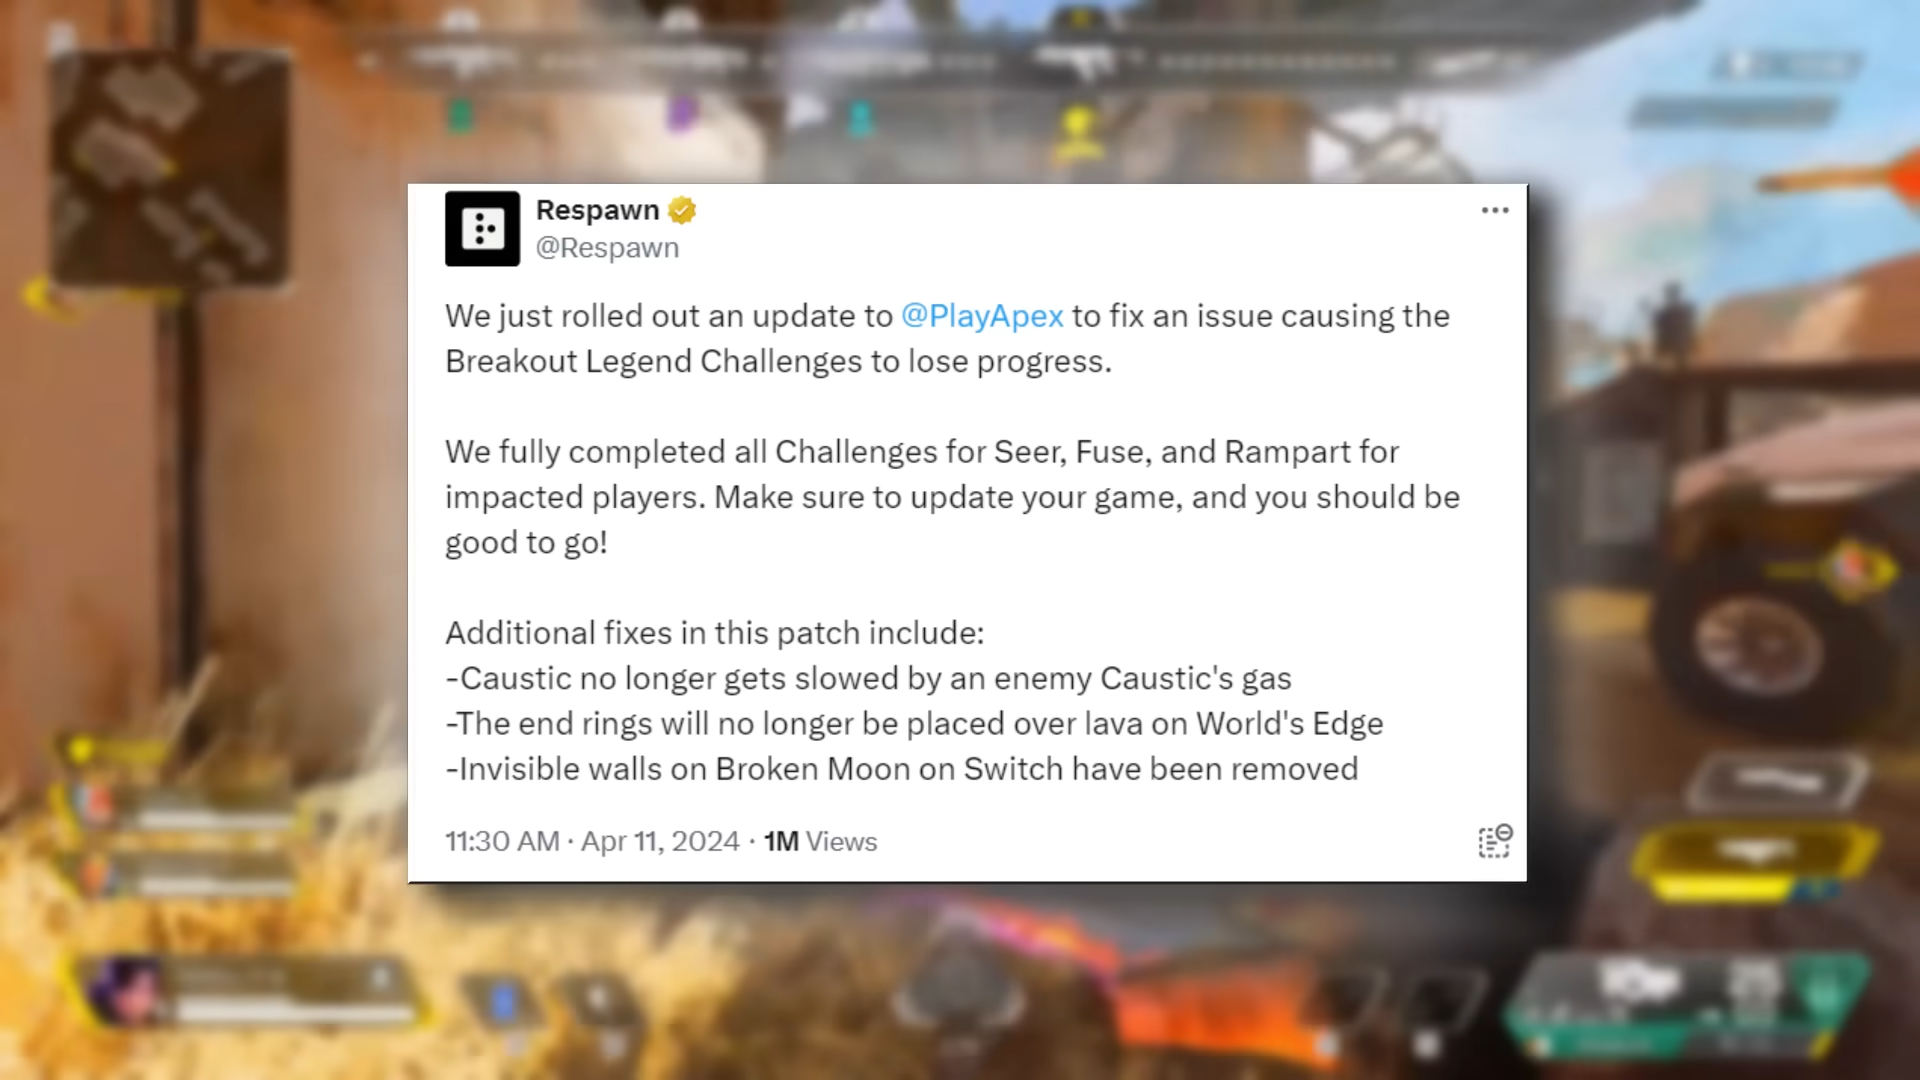 Respawn
@Respawn
We just rolled out an update to @PlayApex to fix an issue causing the
Breakout Legend Challenges to lose progress.
We fully completed all Challenges for Seer, Fuse, and Rampart for
impacted players. Make sure to update your game, and you should be
good to go!
Additional fixes in this patch include:
-Caustic no longer gets slowed by an enemy Caustic's gas
-The end rings will no longer be placed over lava on World's Edge
-Invisible walls on Broken Moon on Switch have been removed
11:30 AM · Apr 11, 2024 · 1M Views